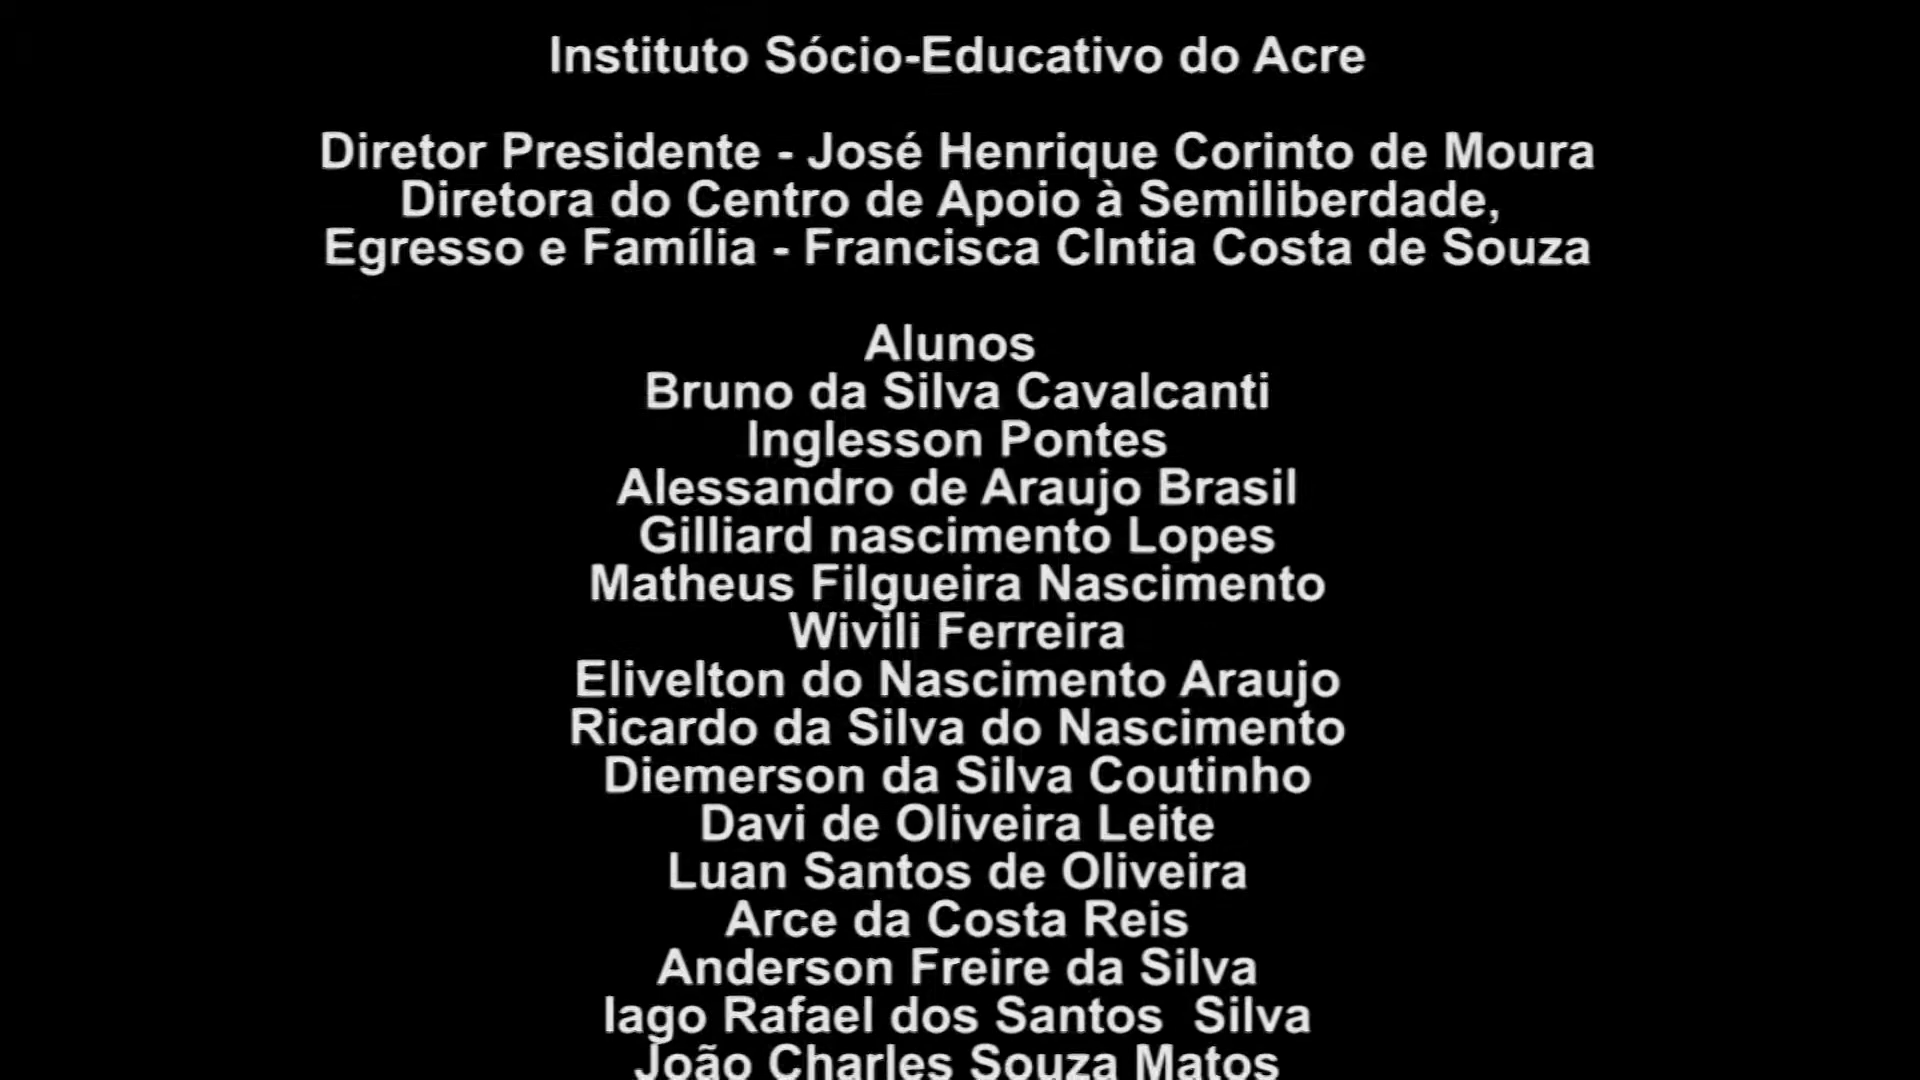 Instituto Sócio-Educativo do Acre
Diretor Presidente - José Henrique Corinto de Moura
Diretora do Centro de Apoio à Semiliberdade,
Egresso e Família - Francisca CIntia Costa de Souza
Alunos
Bruno da Silva Cavalcanti
Inglesson Pontes
Alessandro de Araujo Brasil
Gilliard nascimento Lopes
Matheus Filgueira Nascimento
Wivili Ferreira
Elivelton do Nascimento Araujo
Ricardo da Silva do Nascimento
Diemerson da Silva Coutinho
Davi de Oliveira Leite
Luan Santos de Oliveira
Arce da Costa Reis
Anderson Freire da Silva
Iago Rafael dos Santos  Silva
João Charles Souza Matos